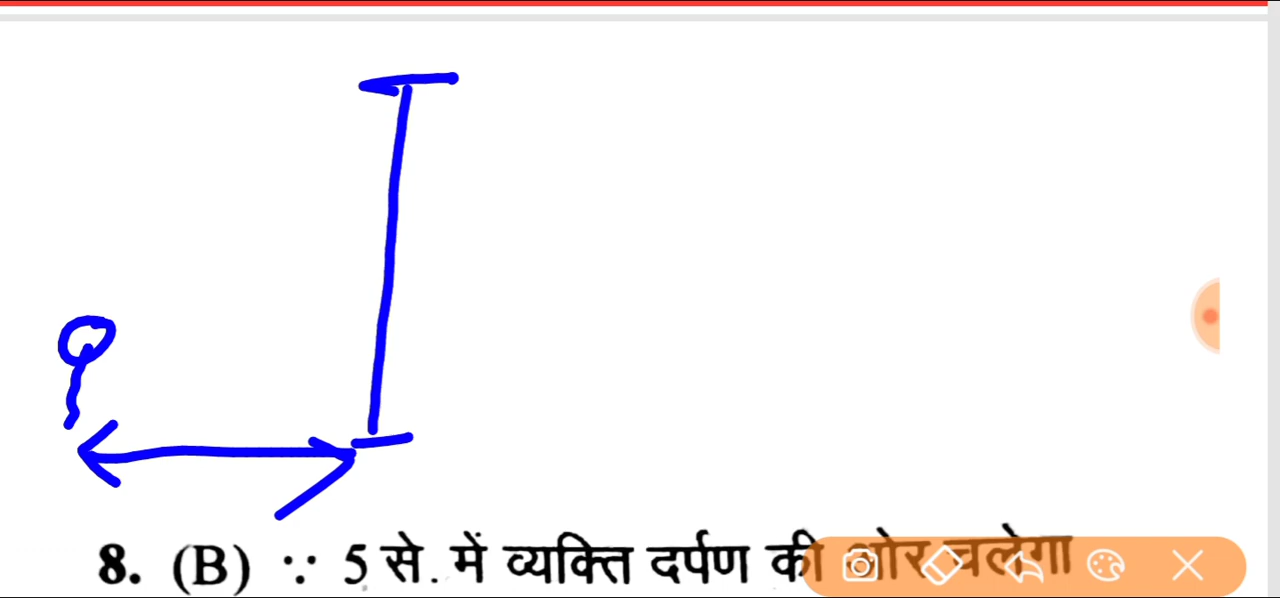 8. (B) ∵ 5 से. में व्यक्ति दर्पण की ओर चलेगा